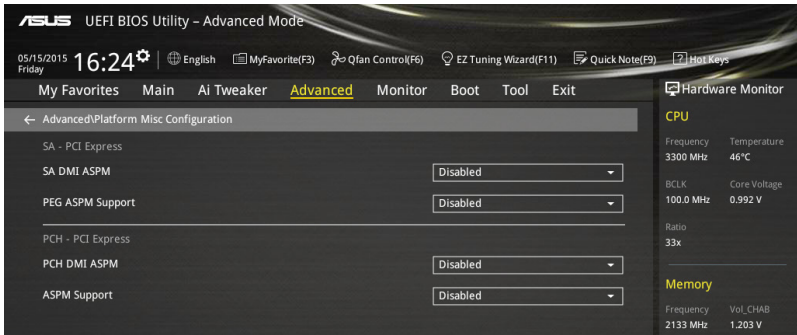 ASUS UEFI BIOS Utility – Advanced Mode
05/15/2015
Friday
16:24
English
MyFavorite(F3)
Qfan Control(F6)
EZ Tuning Wizard(F11)
Quick Note(F9)
? Hot Keys
My Favorites Main Ai Tweaker Advanced Monitor Boot Tool Exit
← Advanced\Platform Misc Configuration
SA - PCI Express
SA DMI ASPM Disabled
PEG ASPM Support Disabled
PCH - PCI Express
PCH DMI ASPM Disabled
ASPM Support Disabled
Hardware Monitor
CPU
Frequency Temperature
3300 MHz 46°C
BCLK Core Voltage
100.0 MHz 0.992 V
Ratio
33x
Memory
Frequency Vol_CHAB
2133 MHz 1.203 V